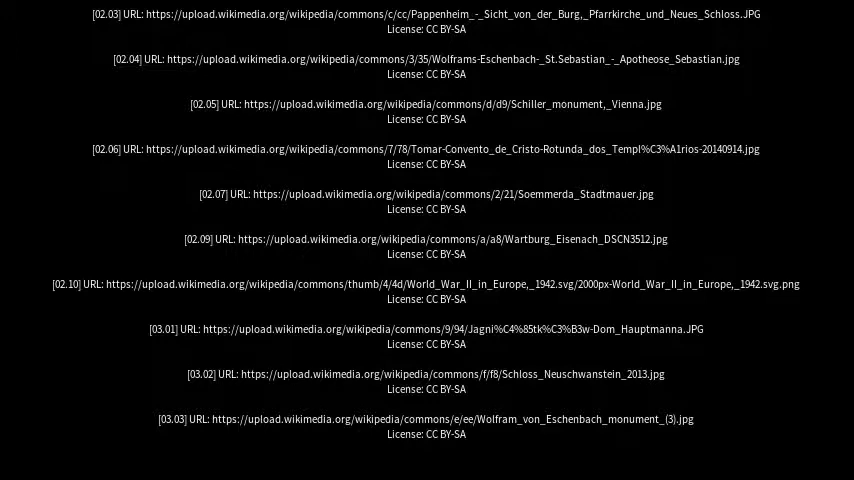 [02.03] URL: https://upload.wikimedia.org/wikipedia/commons/c/cc/Pappenheim_-_Sicht_von_der_Burg,_Pfarrkirche_und_Neues_Schloss.JPG
License: CC BY-SA
[02.04] URL: https://upload.wikimedia.org/wikipedia/commons/3/35/Wolframs-Eschenbach-_St.Sebastian_-_Apotheose_Sebastian.jpg
License: CC BY-SA
[02.05] URL: https://upload.wikimedia.org/wikipedia/commons/d/d9/Schiller_monument,_Vienna.jpg
License: CC BY-SA
[02.06] URL: https://upload.wikimedia.org/wikipedia/commons/7/78/Tomar-Convento_de_Cristo-Rotunda_dos_Templ%C3%A1rios-20140914.jpg
License: CC BY-SA
[02.07] URL: https://upload.wikimedia.org/wikipedia/commons/2/21/Soemmerda_Stadtmauer.jpg
License: CC BY-SA
[02.09] URL: https://upload.wikimedia.org/wikipedia/commons/a/a8/Wartburg_Eisenach_DSCN3512.jpg
License: CC BY-SA
[02.10] URL: https://upload.wikimedia.org/wikipedia/commons/thumb/4/4d/World_War_II_in_Europe,_1942.svg/2000px-World_War_II_in_Europe,_1942.svg.png
License: CC BY-SA
[03.01] URL: https://upload.wikimedia.org/wikipedia/commons/9/94/Jagni%C4%85tk%C3%B3w-Dom_Hauptmanna.JPG
License: CC BY-SA
[03.02] URL: https://upload.wikimedia.org/wikipedia/commons/f/f8/Schloss_Neuschwanstein_2013.jpg
License: CC BY-SA
[03.03] URL: https://upload.wikimedia.org/wikipedia/commons/e/ee/Wolfram_von_Eschenbach_monument_(3).jpg
License: CC BY-SA